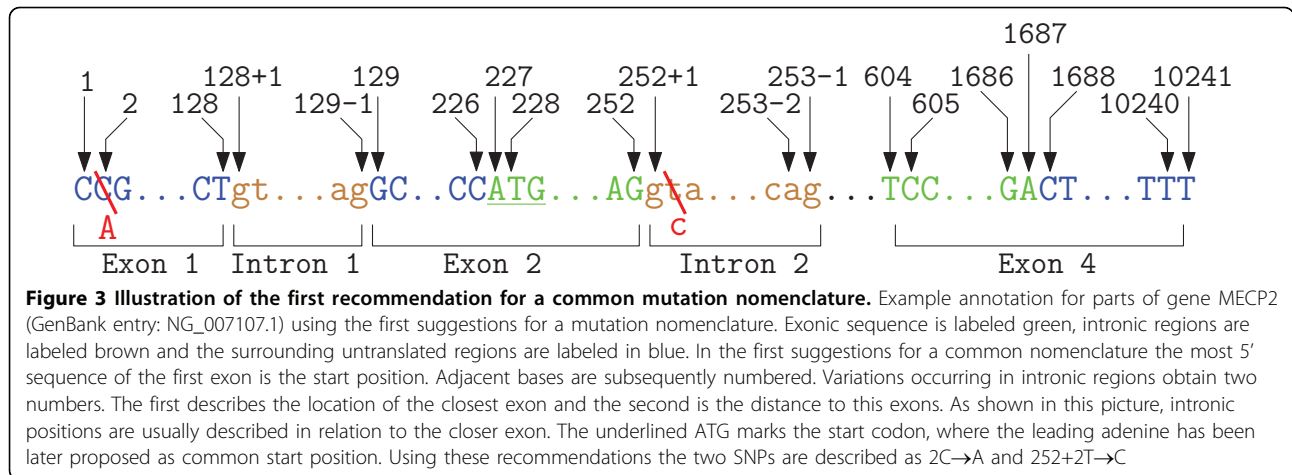 1687
1 128+1 129 227 252+1 253-1 604 1686 1688 10241
2 128 129-1 226 228 252 253-2 605 10240
CCG...CTgt...agGC...CCATG...AGgta...cag...TCC...GACT...TTT
A c
Exon 1 Intron 1 Exon 2 Intron 2 Exon 4
Figure 3 Illustration of the first recommendation for a common mutation nomenclature. Example annotation for parts of gene MECP2
(GenBank entry: NG_007107.1) using the first suggestions for a mutation nomenclature. Exonic sequence is labeled green, intronic regions are
labeled brown and the surrounding untranslated regions are labeled in blue. In the first suggestions for a common nomenclature the most 5’
sequence of the first exon is the start position. Adjacent bases are subsequently numbered. Variations occurring in intronic regions obtain two
numbers. The first describes the location of the closest exon and the second is the distance to this exons. As shown in this picture, intronic
positions are usually described in relation to the closer exon. The underlined ATG marks the start codon, where the leading adenine has been
later proposed as common start position. Using these recommendations the two SNPs are described as 2C→A and 252+2T→C